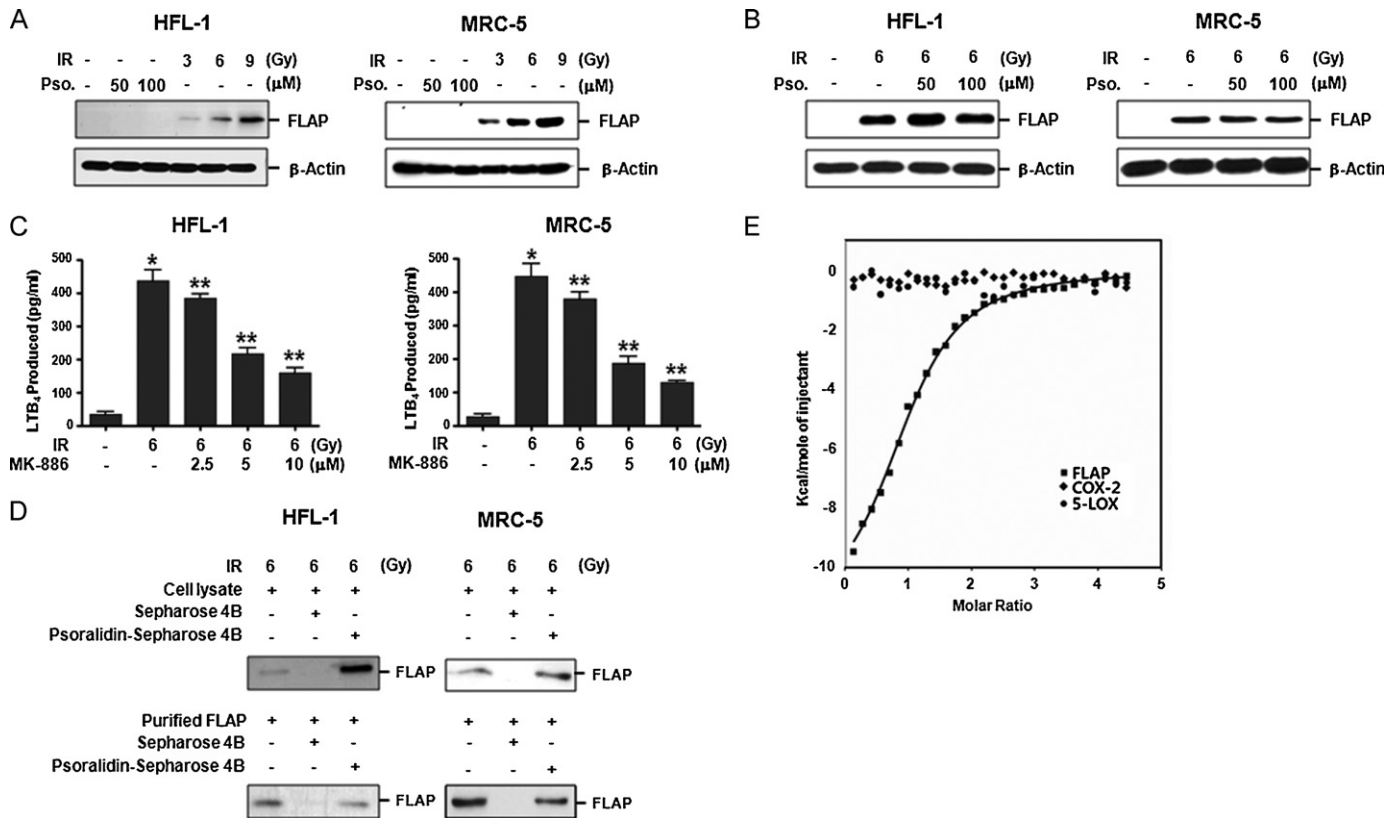 A
HFL-1
IR - - - 3 6 9 (Gy)
Pso. - 50 100 - - - (μM)
FLAP
β-Actin
MRC-5
- - - 3 6 9 (Gy)
- 50 100 - - - (μM)
FLAP
β-Actin
B
HFL-1
IR - 6 6 6 (Gy)
Pso. - - 50 100 (μM)
FLAP
β-Actin
MRC-5
- 6 6 6 (Gy)
- - 50 100 (μM)
FLAP
β-Actin
C
HFL-1
LTB4 Produced (pg/ml)
500
400
300
200
100
0
* ** ** **
IR - 6 6 6 6 (Gy)
MK-886 - - 2.5 5 10 (μM)
MRC-5
LTB4 Produced (pg/ml)
500
400
300
200
100
0
* ** ** **
IR - 6 6 6 6 (Gy)
MK-886 - - 2.5 5 10 (μM)
D
HFL-1
MRC-5
IR 6 6 6 (Gy) 6 6 6 (Gy)
Cell lysate + + + + + +
Sepharose 4B - + - - + -
Psoralidin-Sepharose 4B - - + - - +
FLAP
FLAP
Purified FLAP + + + + + +
Sepharose 4B - + - - + -
Psoralidin-Sepharose 4B - - + - - +
FLAP
FLAP
E
Kcal/mole of injectant
0
-2
-4
-6
-8
-10
FLAP
COX-2
5-LOX
0 1 2 3 4 5
Molar Ratio